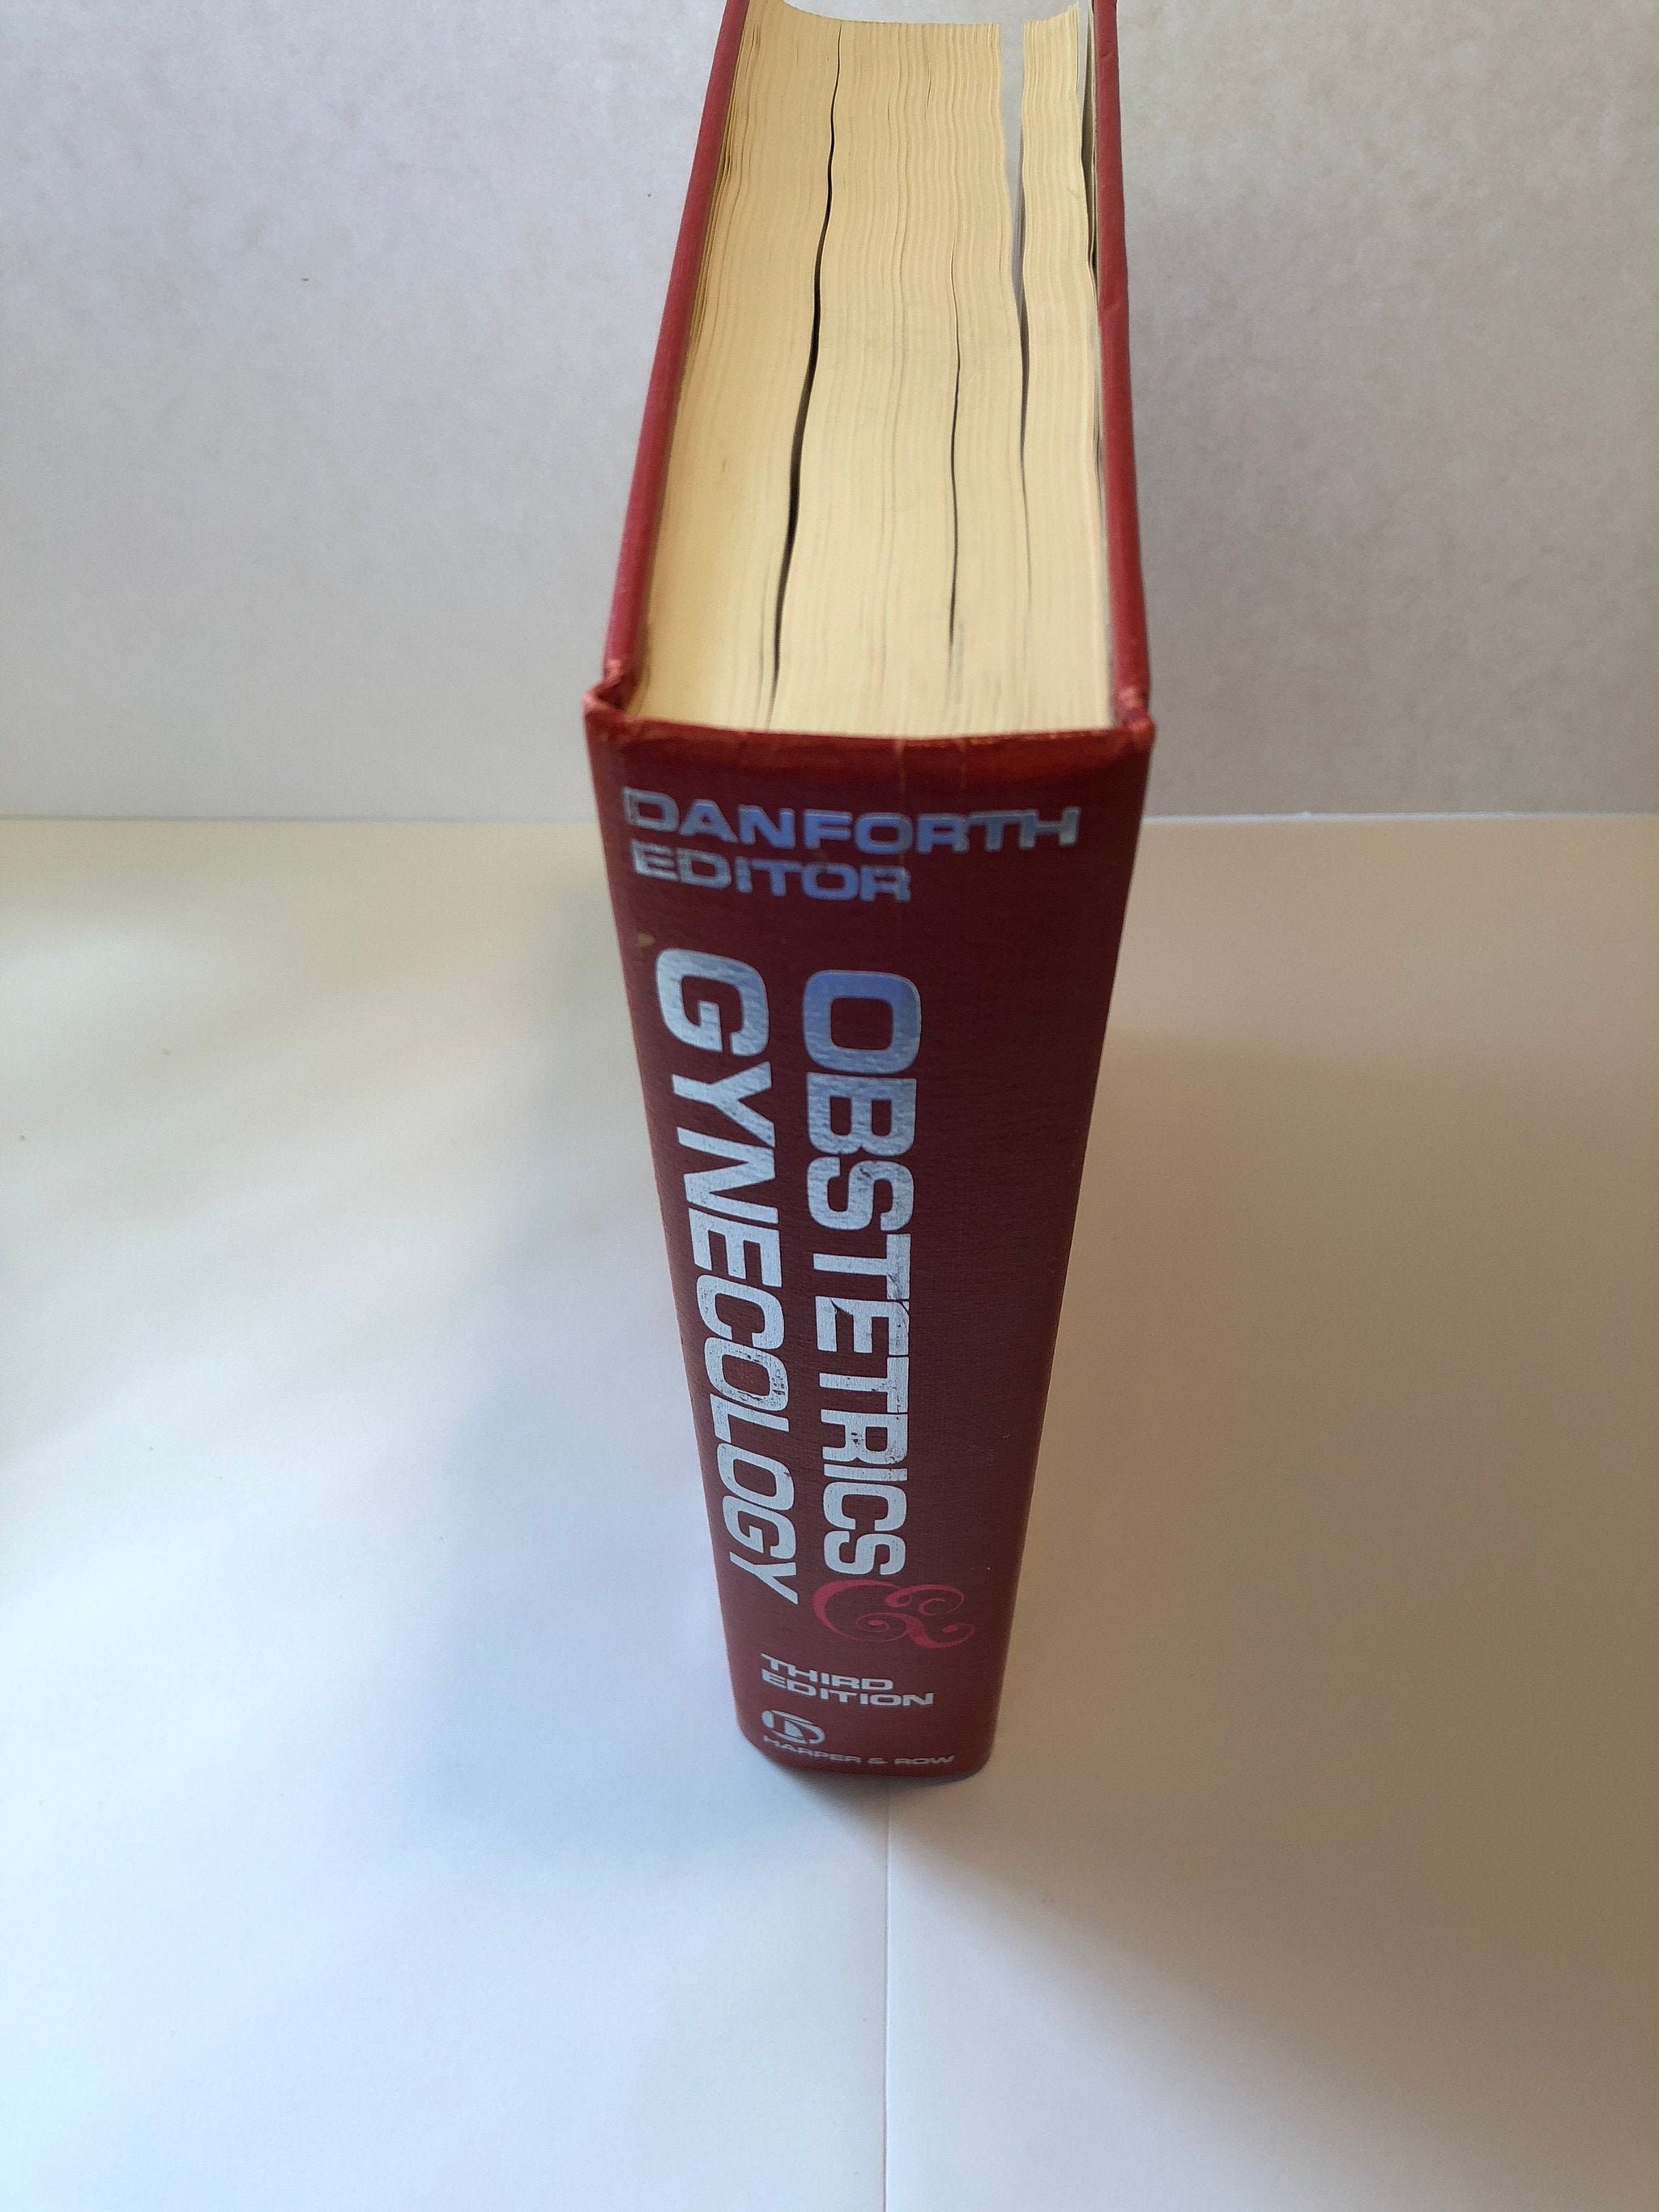 DANFORTH
EDITOR
OBSTETRICS &
GYNECOLOGY
THIRD
EDITION
HARPER & ROW